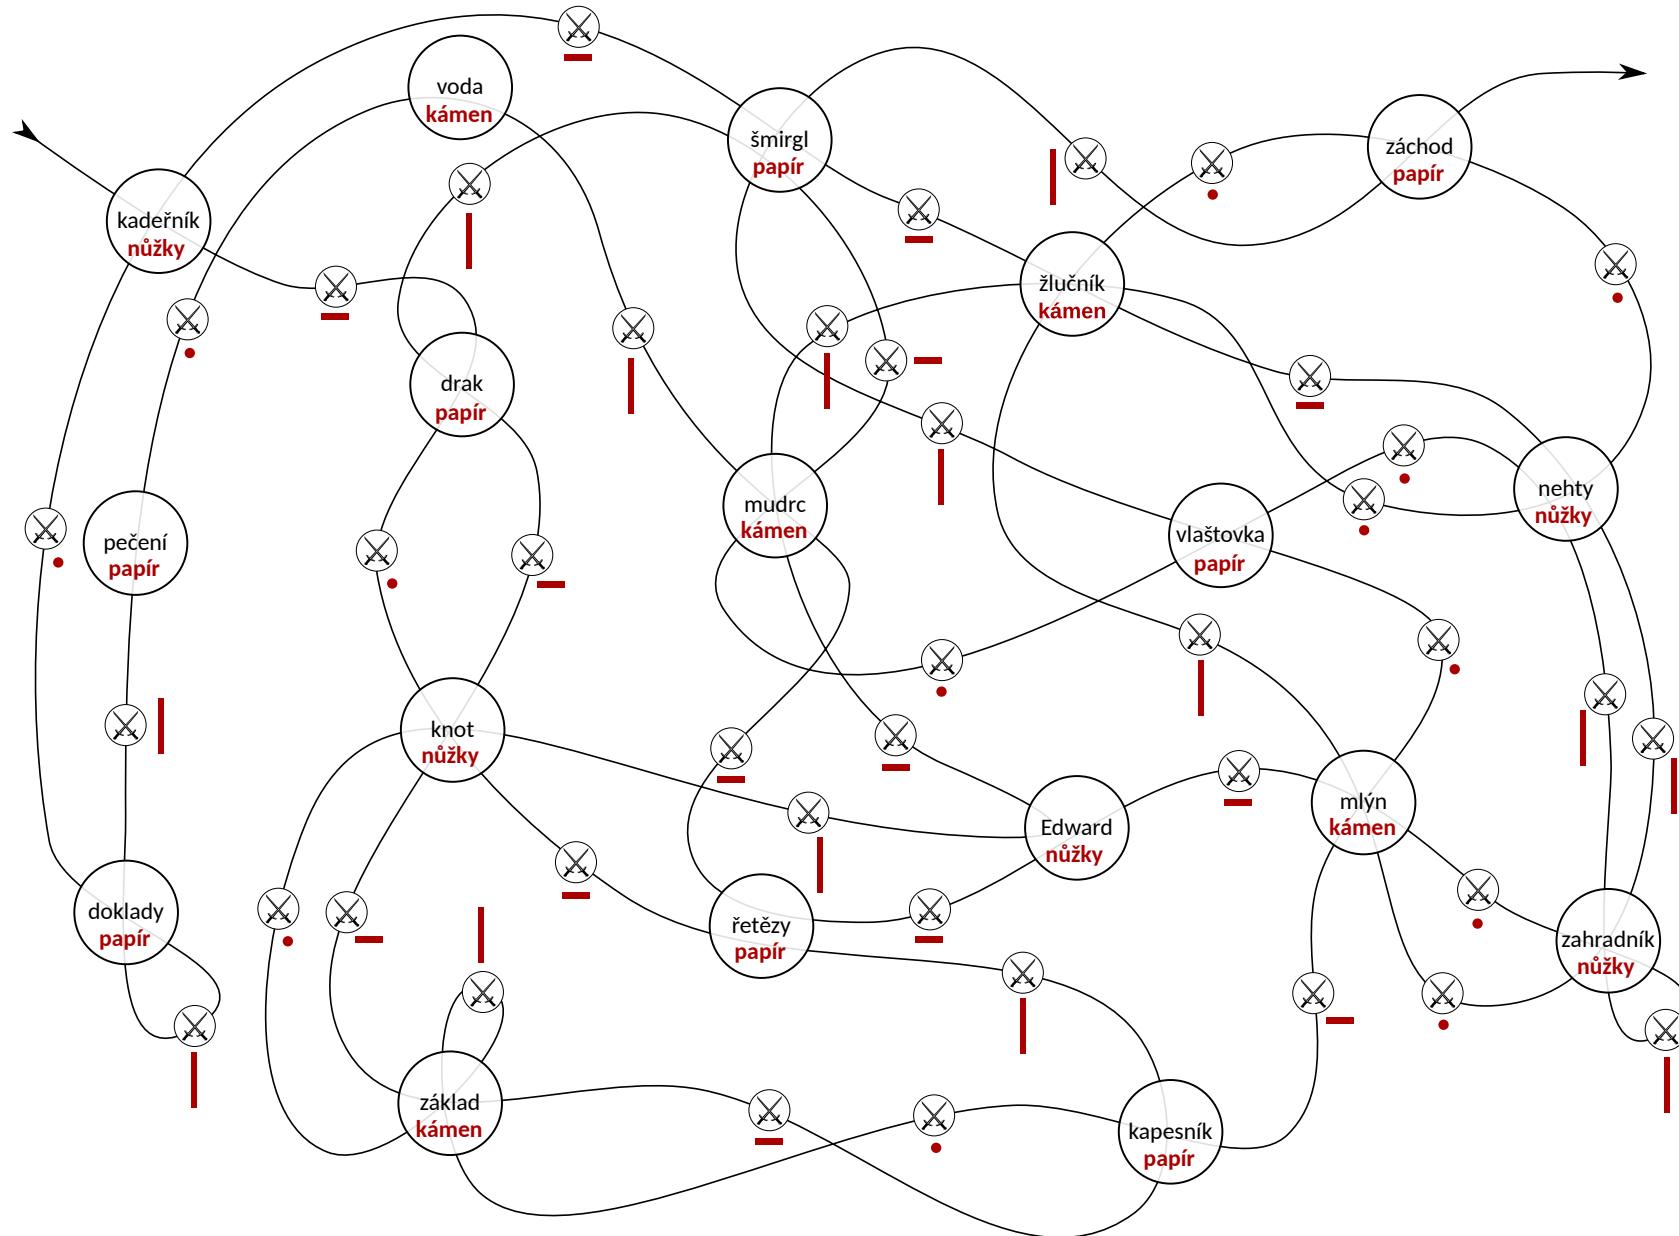 voda
kámen
šmirgl
papír
záchod
papír
kadeřník
nůžky
žlučník
kámen
drak
papír
mudrc
kámen
nehty
nůžky
vlaštovka
papír
pečení
papír
knot
nůžky
Edward
nůžky
mlýn
kámen
doklady
papír
řetězy
papír
zahradník
nůžky
základ
kámen
kapesník
papír